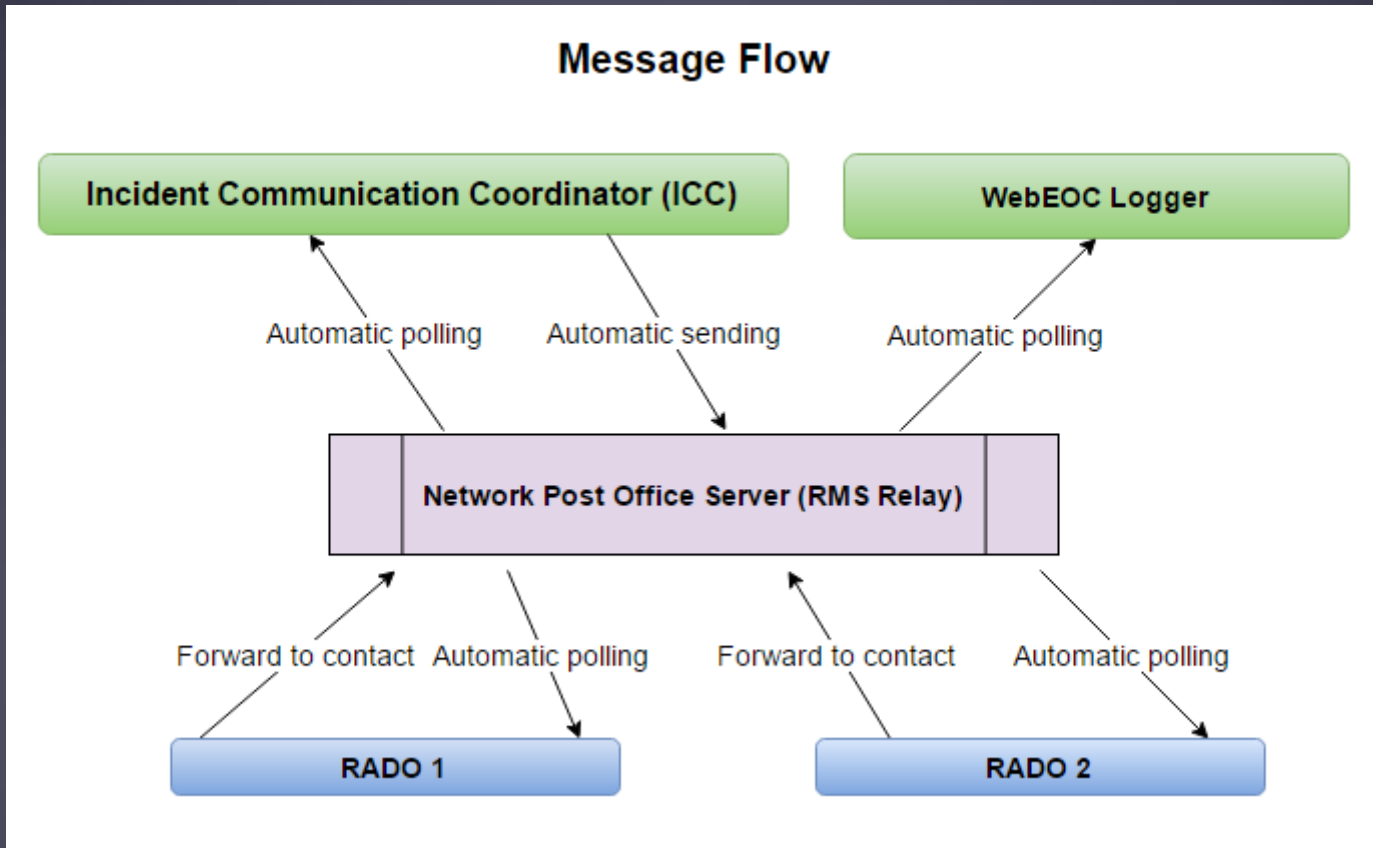 Message Flow
Incident Communication Coordinator (ICC)
WebEOC Logger
Automatic polling
Automatic sending
Automatic polling
Network Post Office Server (RMS Relay)
Forward to contact
Automatic polling
Forward to contact
Automatic polling
RADO 1
RADO 2